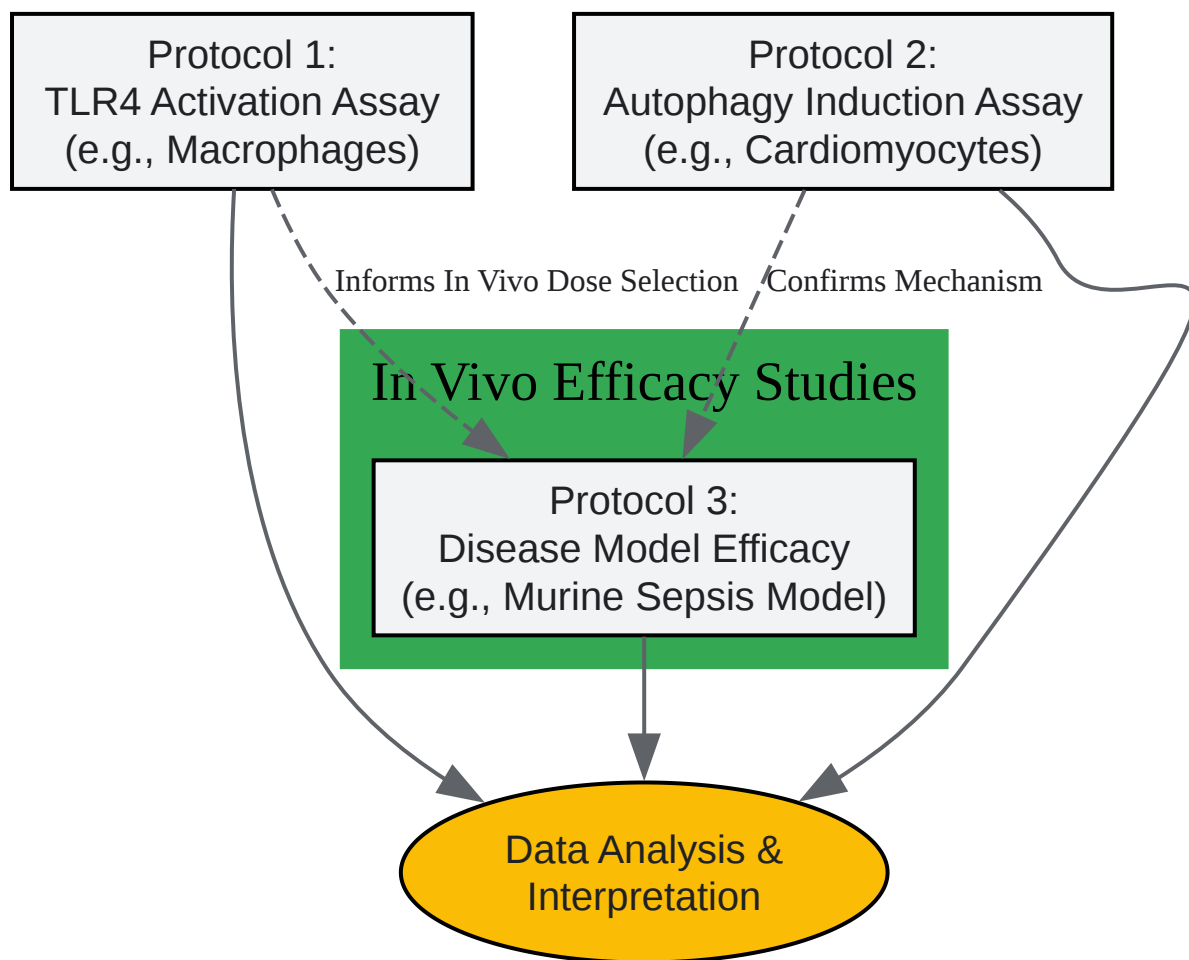 Protocol 1:
TLR4 Activation Assay
(e.g., Macrophages)
Protocol 2:
Autophagy Induction Assay
(e.g., Cardiomyocytes)
Informs In Vivo Dose Selection
Confirms Mechanism
In Vivo Efficacy Studies
Protocol 3:
Disease Model Efficacy
(e.g., Murine Sepsis Model)
Data Analysis &
Interpretation